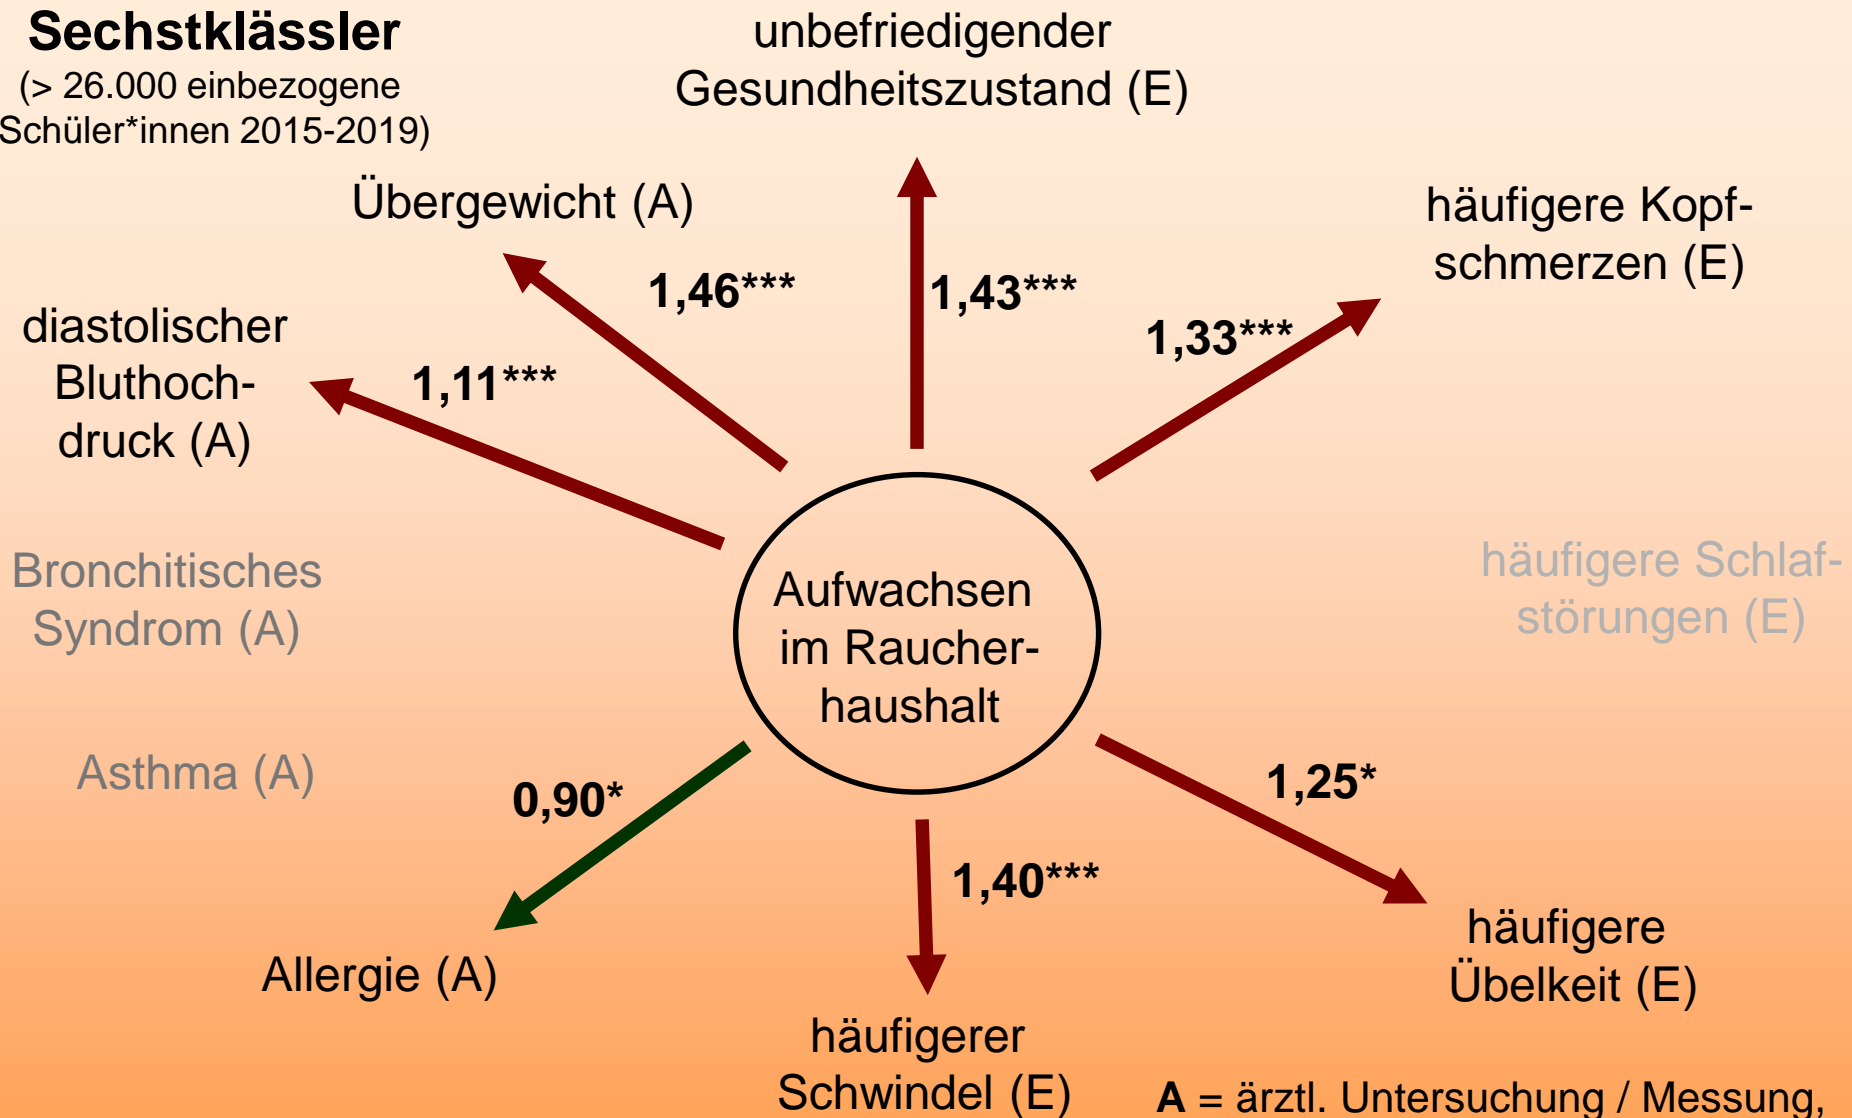 Sechstklässler
(> 26.000 einbezogene
Schüler*innen 2015-2019)
unbefriedigender
Gesundheitszustand (E)
Übergewicht (A)
häufigere Kopf-
schmerzen (E)
1,46***
1,43***
1,33***
diastolischer
Bluthoch-
druck (A)
1,11***
Bronchitisches
Syndrom (A)
häufigere Schlaf-
störungen (E)
Aufwachsen
im Raucher-
haushalt
Asthma (A)
0,90*
1,25*
1,40***
Allergie (A)
häufigere
Übelkeit (E)
häufigerer
Schwindel (E)
A = ärztl. Untersuchung / Messung,